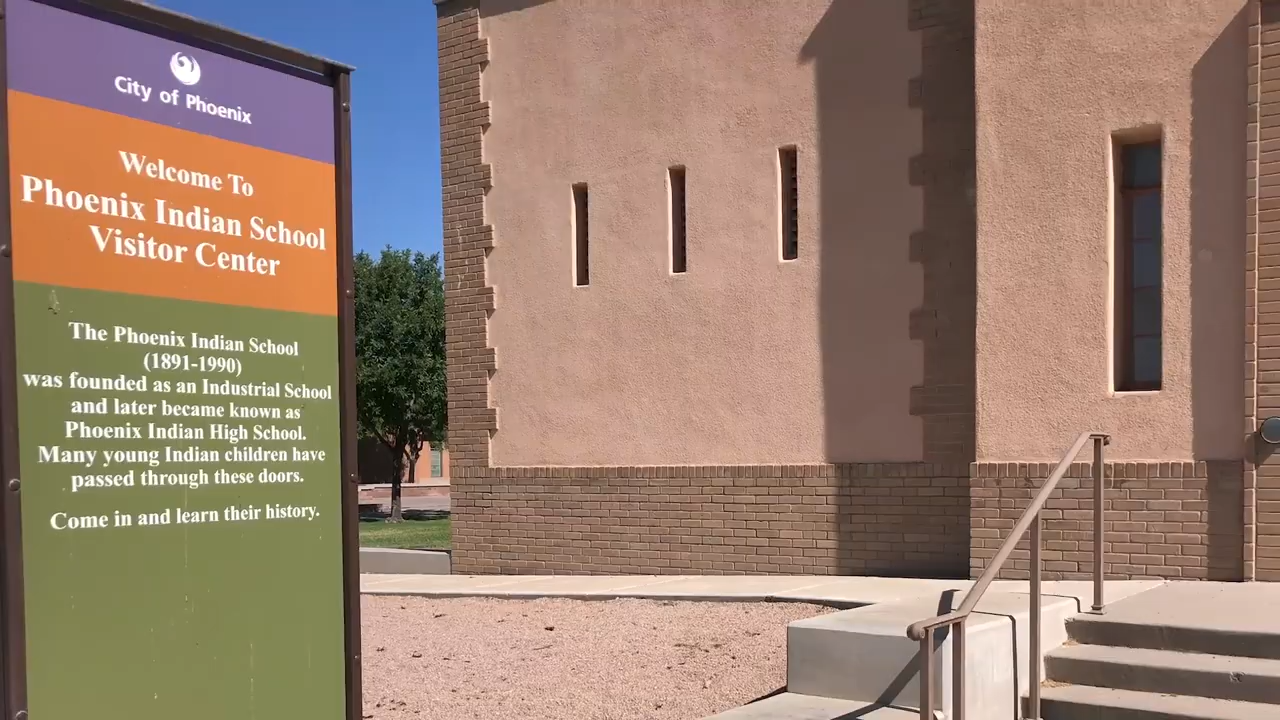 City of Phoenix
Welcome To
Phoenix Indian School
Visitor Center
The Phoenix Indian School
(1891-1990)
was founded as an Industrial School
and later became known as
Phoenix Indian High School.
Many young Indian children have
passed through these doors.
Come in and learn their history.